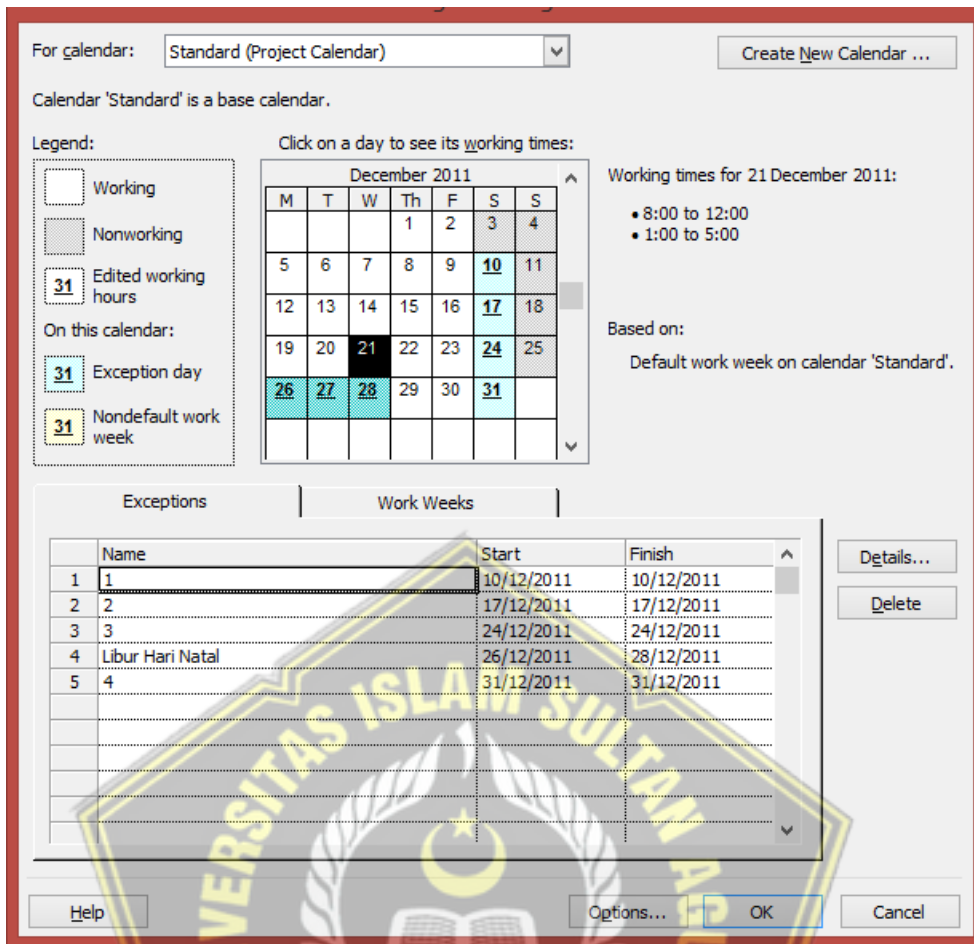 For calendar: Standard (Project Calendar) Create New Calendar ...
Calendar 'Standard' is a base calendar.
Legend:
Working
Nonworking
31 Edited working hours
On this calendar:
31 Exception day
31 Nondefault work week
Click on a day to see its working times:
December 2011
M T W Th F S S
1 2 3 4
5 6 7 8 9 10 11
12 13 14 15 16 17 18
19 20 21 22 23 24 25
26 27 28 29 30 31
Working times for 21 December 2011:
• 8:00 to 12:00
• 1:00 to 5:00
Based on:
Default work week on calendar 'Standard'.
Exceptions Work Weeks
Name Start Finish
1 1 10/12/2011 10/12/2011
2 2 17/12/2011 17/12/2011
3 3 24/12/2011 24/12/2011
4 Libur Hari Natal 26/12/2011 28/12/2011
5 4 31/12/2011 31/12/2011
Details...
Delete
ISLAM SULTAN
Help Options... OK Cancel